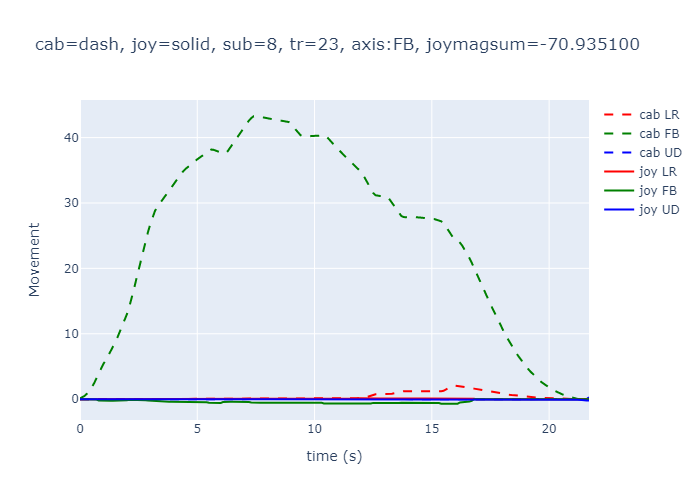 cab=dash, joy=solid, sub=8, tr=23, axis:FB, joymagsum=-70.935100
cab LR
cab FB
cab UD
joy LR
joy FB
joy UD
Movement
40
30
20
10
0
0
5
10
15
20
time (s)